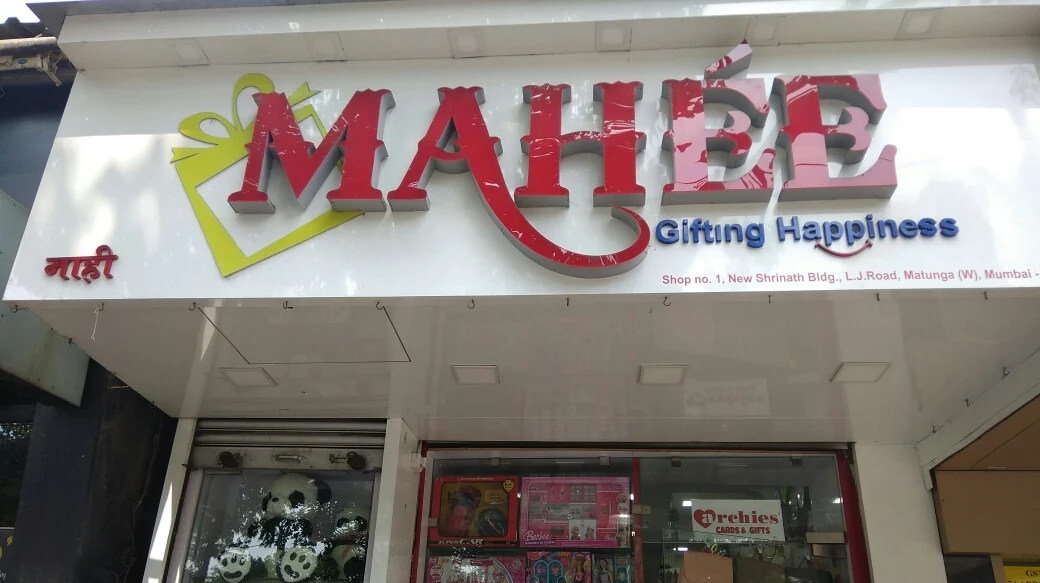 MAHÉE
Gifting Happiness
माही
Shop no. 1, New Shrinath Bldg., L.J.Road, Matunga (W), Mumbai -
archies
CARDS & GIFTS
Barbie